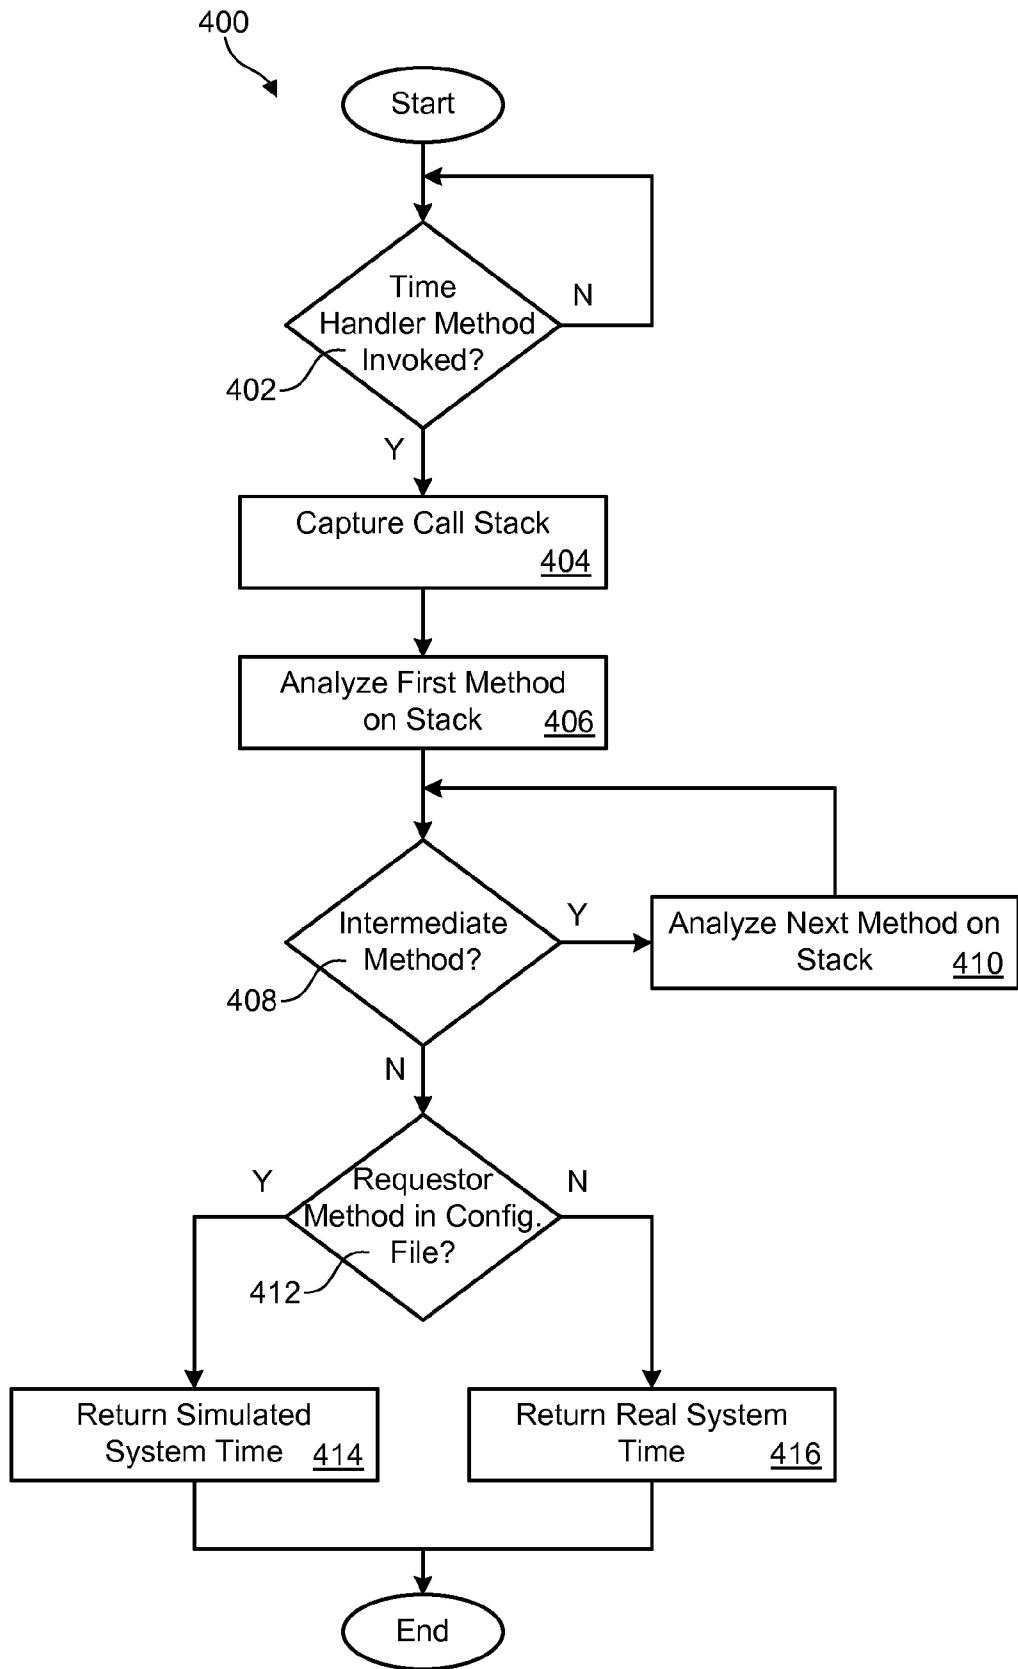 400
Start
Time
Handler Method
Invoked?
N
402
Y
Capture Call Stack
404
Analyze First Method
on Stack
406
Intermediate
Method?
Y
408
Analyze Next Method on
Stack
410
N
Requestor
Method in Config.
File?
Y
N
412
Return Simulated
System Time
414
Return Real System
Time
416
End